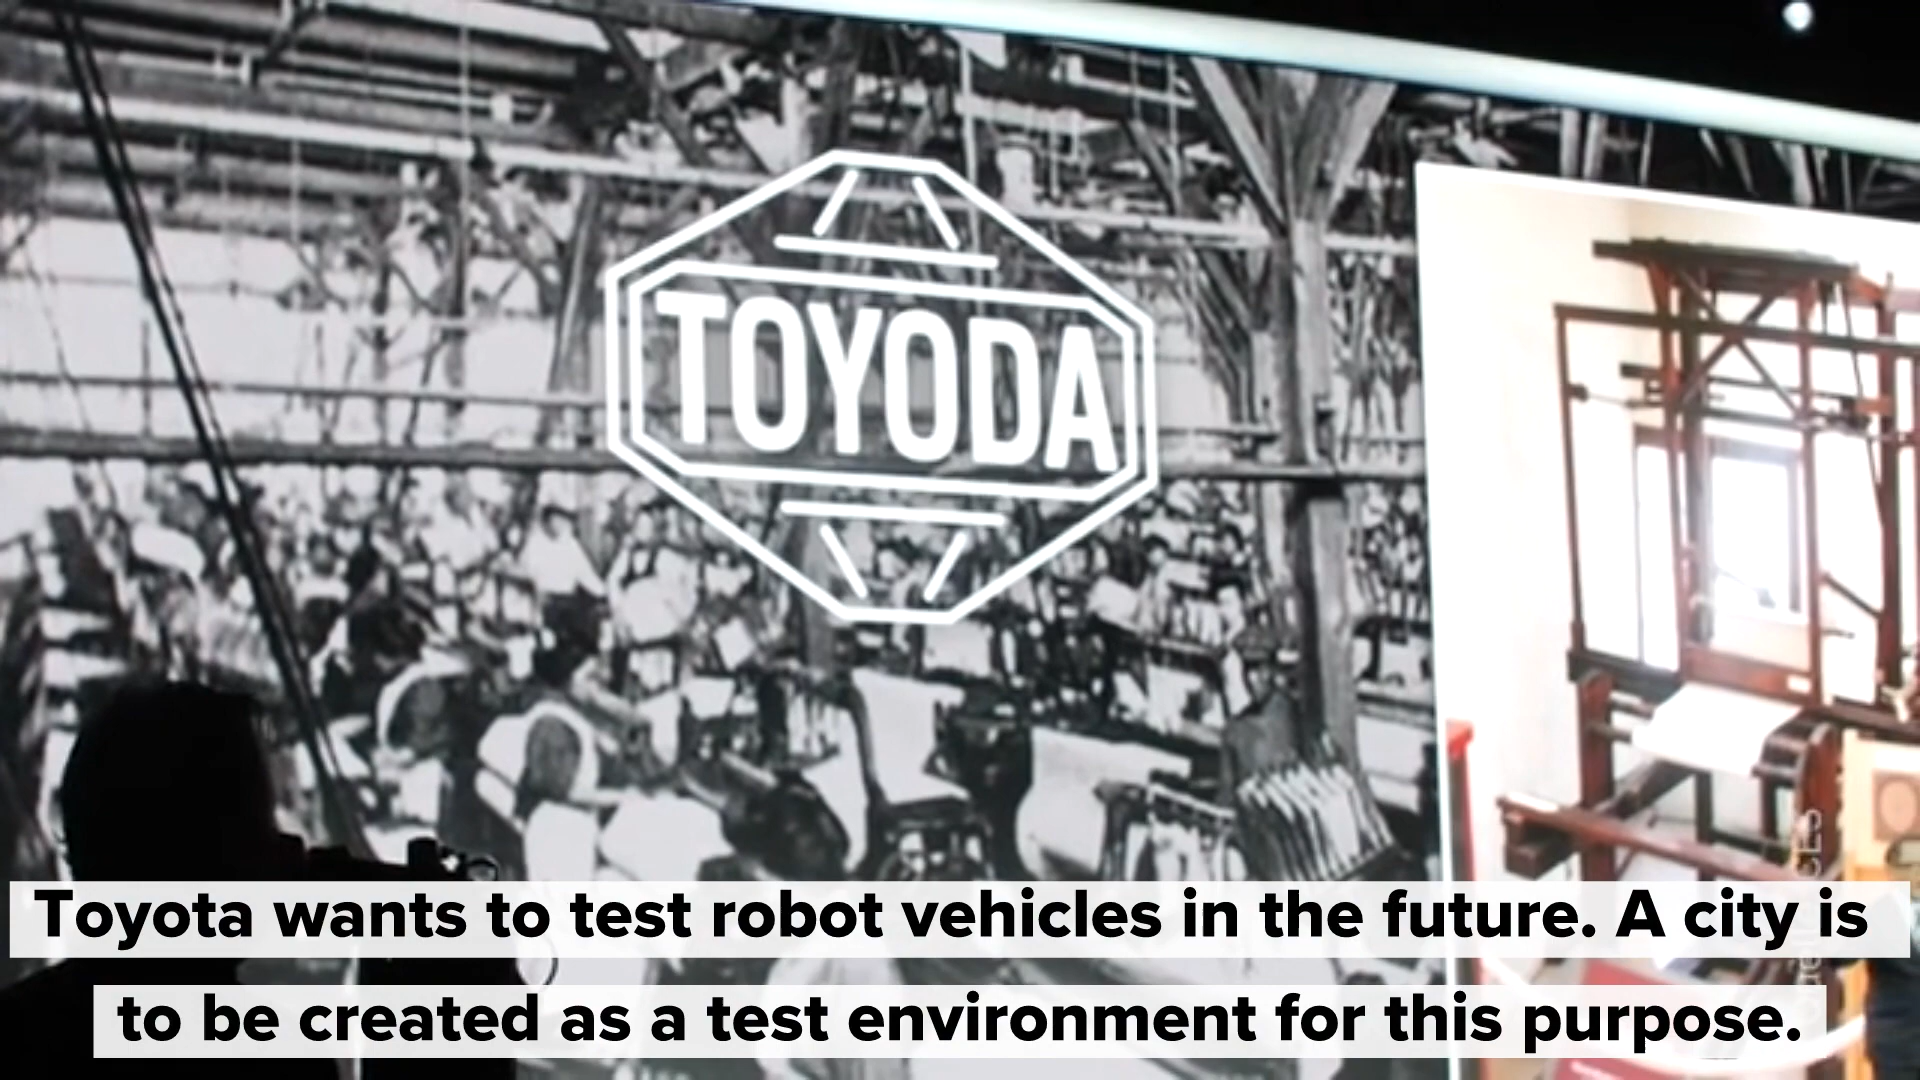 TOYODA
Toyota wants to test robot vehicles in the future. A city is
to be created as a test environment for this purpose.